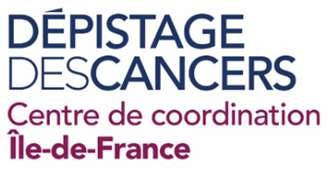 DÉPISTAGE
DESCANCERS
Centre de coordination
Île-de-France